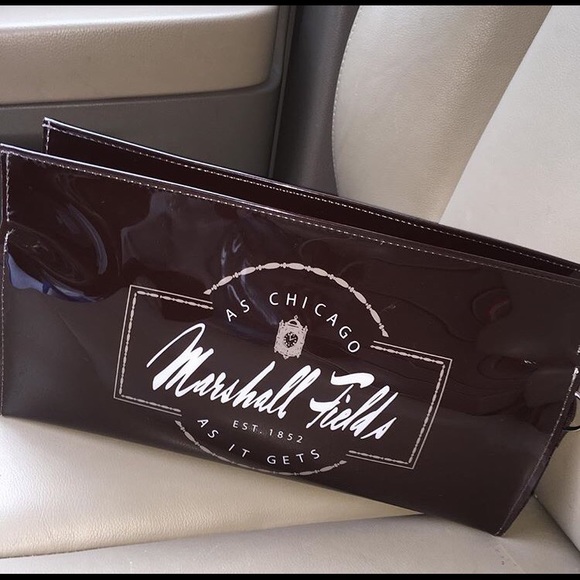 AS CHICAGO
Marshall Fields
EST. 1852
AS IT GETS